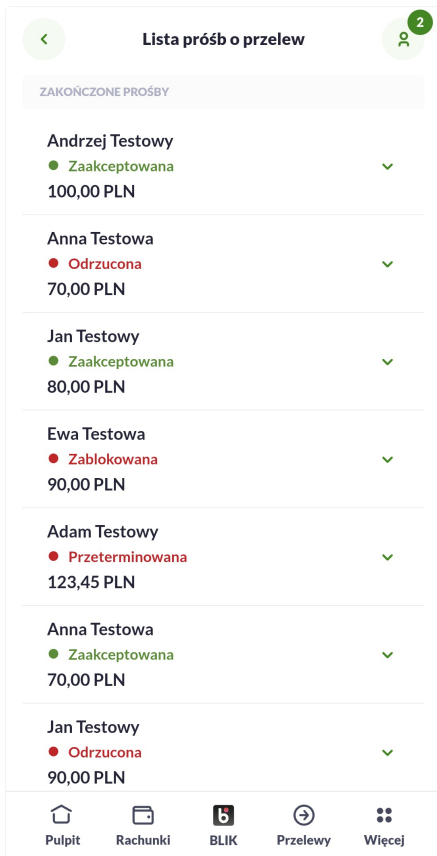 Lista próśb o przelew
2
ZAKOŃCZONE PROŚBY
Andrzej Testowy
Zaakceptowana
100,00 PLN
Anna Testowa
Odrzucona
70,00 PLN
Jan Testowy
Zaakceptowana
80,00 PLN
Ewa Testowa
Zablokowana
90,00 PLN
Adam Testowy
Przeterminowana
123,45 PLN
Anna Testowa
Zaakceptowana
70,00 PLN
Jan Testowy
Odrzucona
90,00 PLN
Pulpit Rachunki BLIK Przelewy Więcej